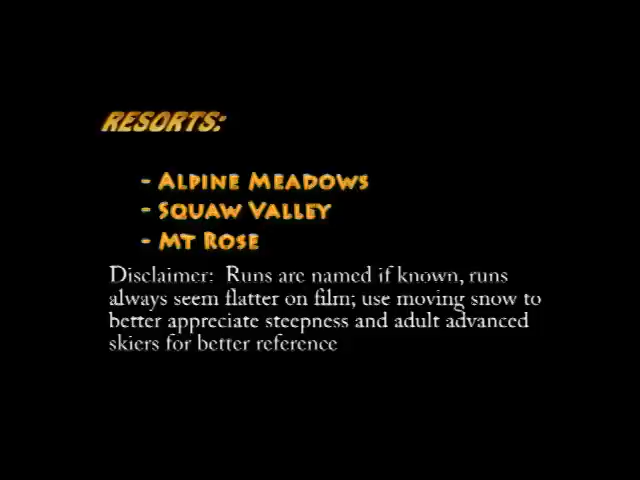 RESORTS:
- ALPINE MEADOWS
- SQUAW VALLEY
- MT ROSE
Disclaimer: Runs are named if known, runs
always seem flatter on film; use moving snow to
better appreciate steepness and adult advanced
skiers for better reference